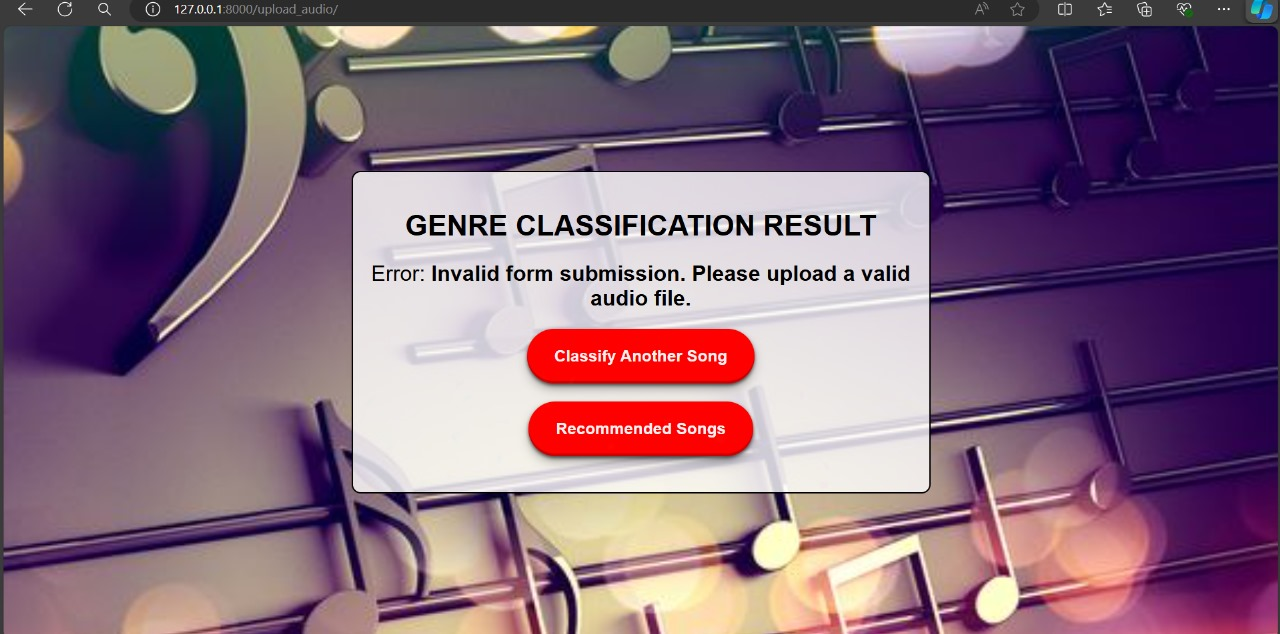 127.0.0.1:8000/upload_audio/
GENRE CLASSIFICATION RESULT
Error: Invalid form submission. Please upload a valid
audio file.
Classify Another Song
Recommended Songs